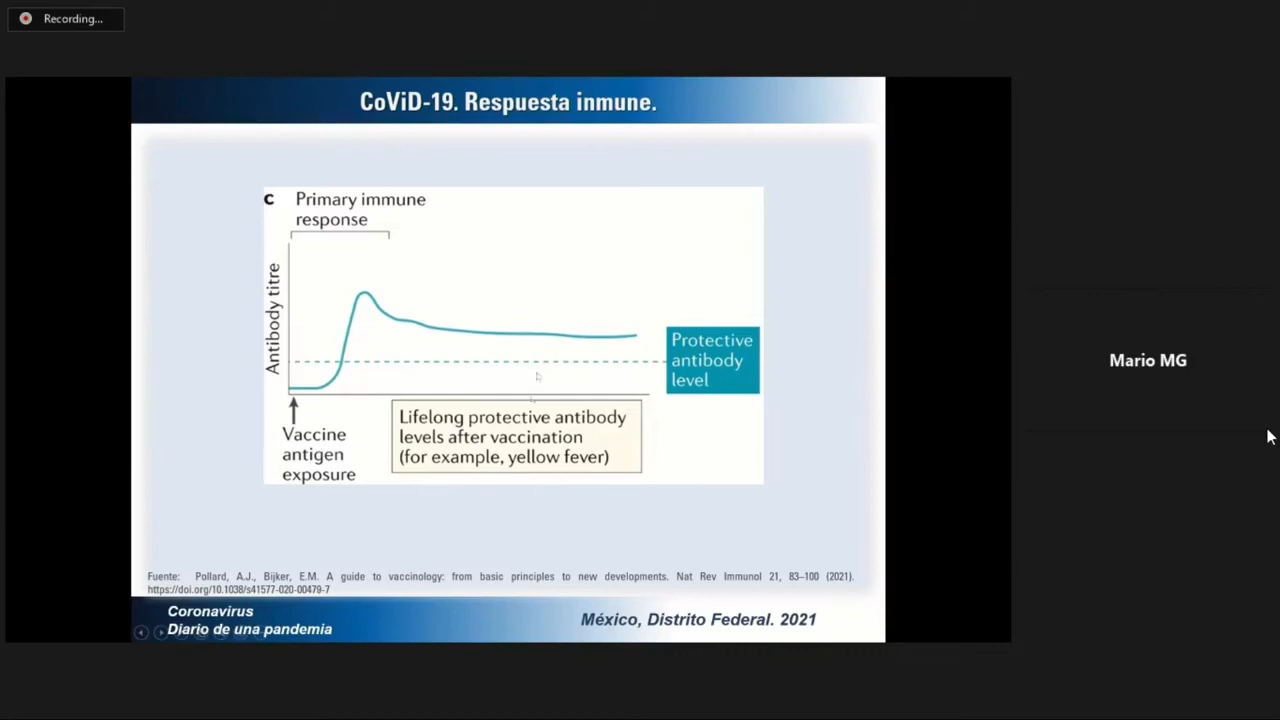 Recording...
CoViD-19. Respuesta inmune.
c
Primary immune
response
Antibody titre
Protective
antibody
level
Vaccine
antigen
exposure
Lifelong protective antibody
levels after vaccination
(for example, yellow fever)
Mario MG
Fuente: Pollard, A.J., Bijker, E.M. A guide to vaccinology: from basic principles to new developments. Nat Rev Immunol 21, 83–100 (2021).
https://doi.org/10.1038/s41577-020-00479-7
Coronavirus
Diario de una pandemia
México, Distrito Federal. 2021